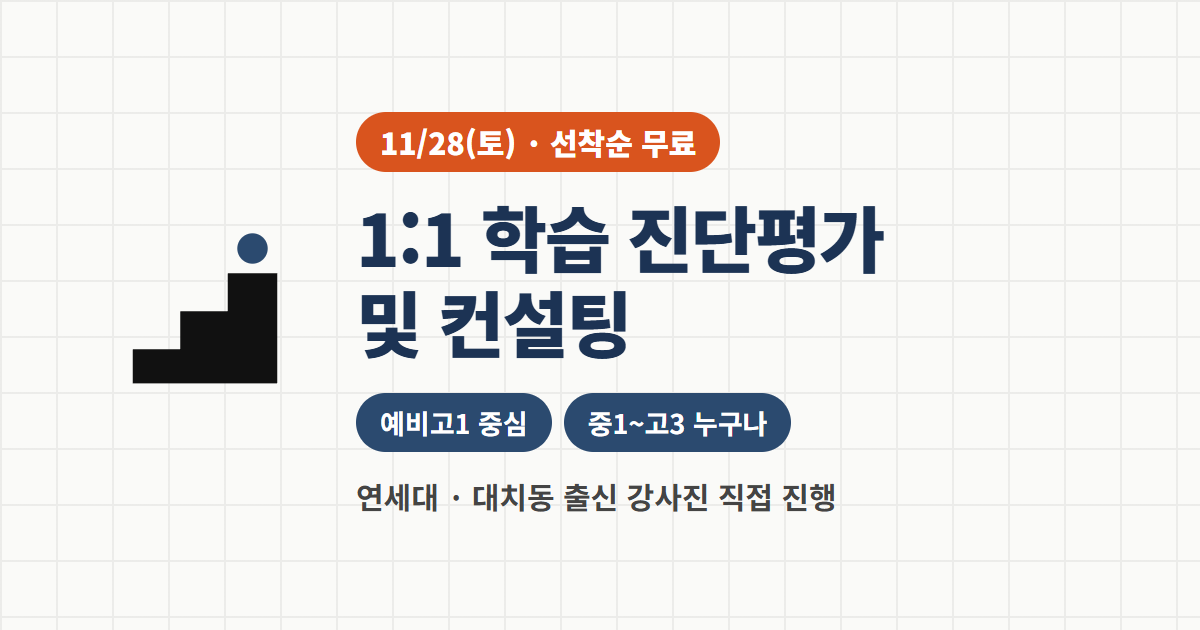 11/28(토) · 선착순 무료
1:1 학습 진단평가
및 컨설팅
예비고1 중심 중1~고3 누구나
연세대 · 대치동 출신 강사진 직접 진행